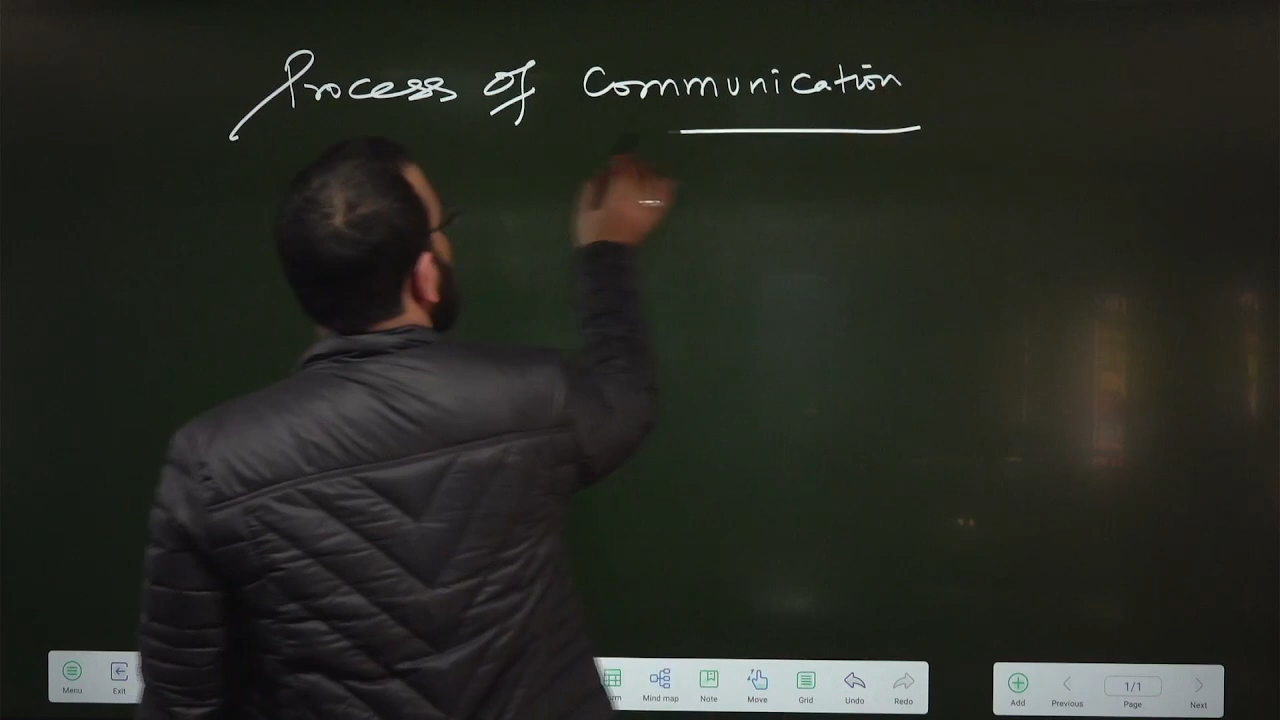 Process of Communication
Menu Exit Mind map Note Move Grid Undo Redo Add Previous 1/1 Page Next